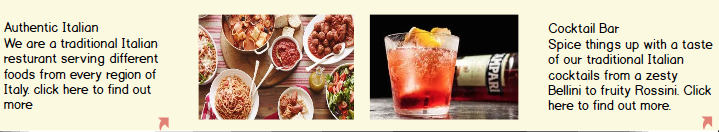 Authentic Italian
We are a traditional Italian
resturant serving different
foods from every region of
Italy. click here to find out
more
CAMPARI
Cocktail Bar
Spice things up with a taste
of our traditional Italian
cocktails from a zesty
Bellini to fruity Rossini. Click
here to find out more.